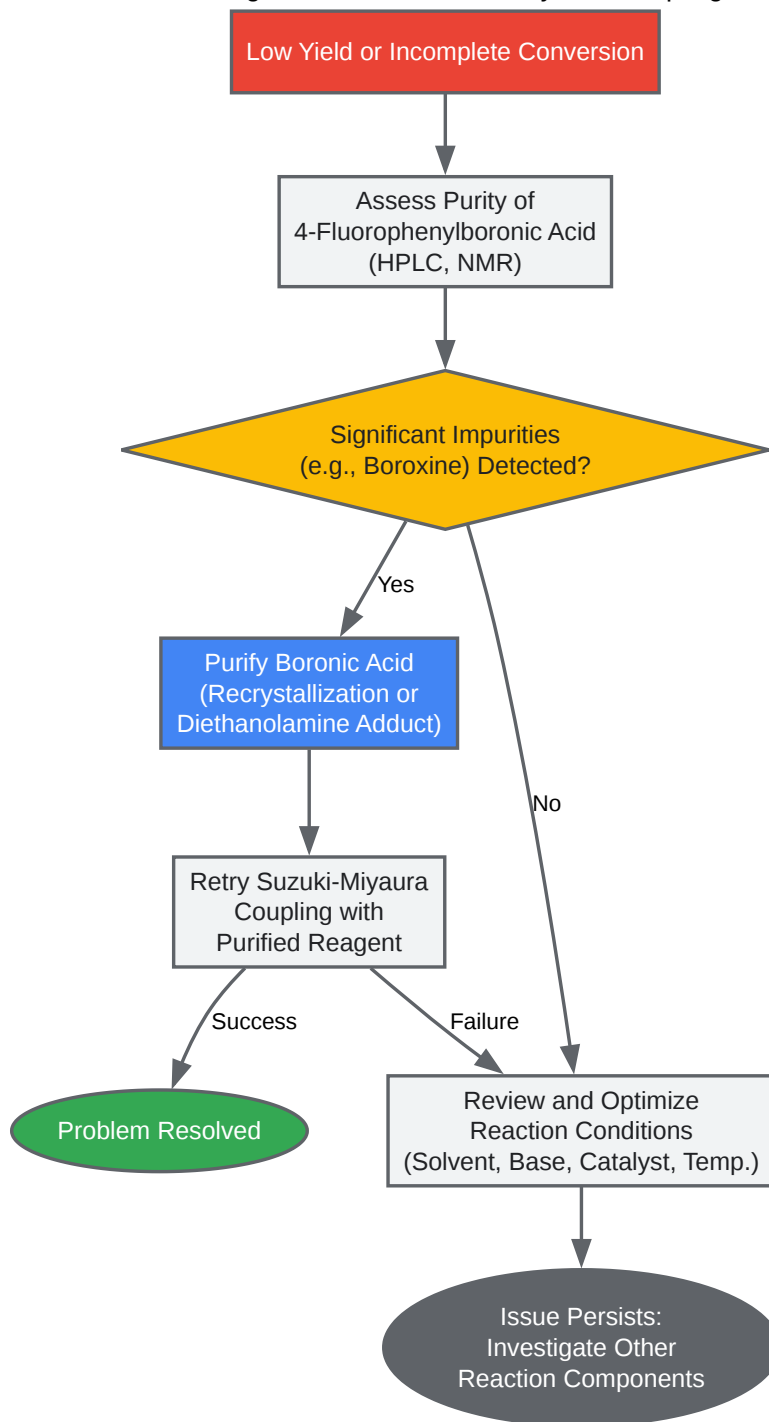 Low Yield or Incomplete Conversion
Assess Purity of
4-Fluorophenylboronic Acid
(HPLC, NMR)
Significant Impurities
(e.g., Boroxine) Detected?
Yes
Purify Boronic Acid
(Recrystallization or
Diethanolamine Adduct)
No
Retry Suzuki-Miyaura
Coupling with
Purified Reagent
Success
Failure
Problem Resolved
Review and Optimize
Reaction Conditions
(Solvent, Base, Catalyst, Temp.)
Issue Persists:
Investigate Other
Reaction Components